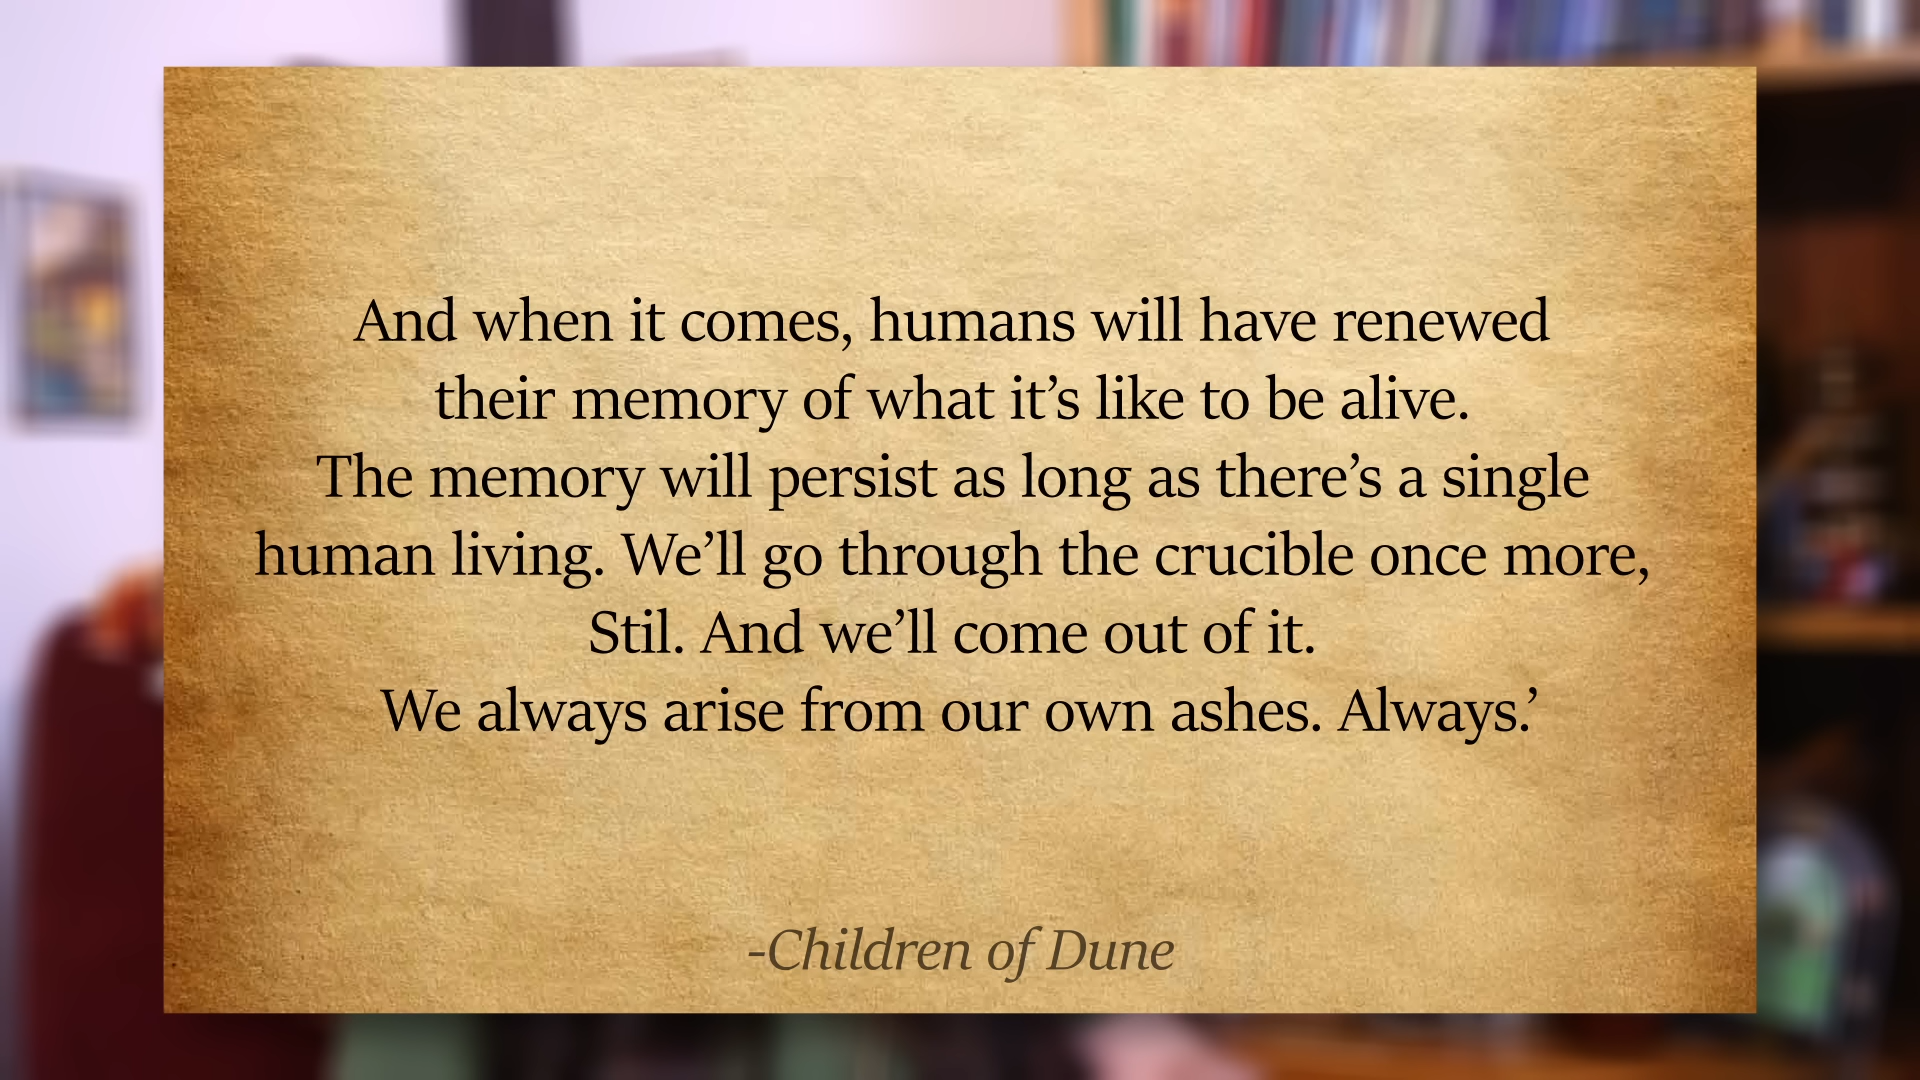 And when it comes, humans will have renewed
their memory of what it’s like to be alive.
The memory will persist as long as there’s a single
human living. We’ll go through the crucible once more,
Stil. And we’ll come out of it.
We always arise from our own ashes. Always.’
-Children of Dune